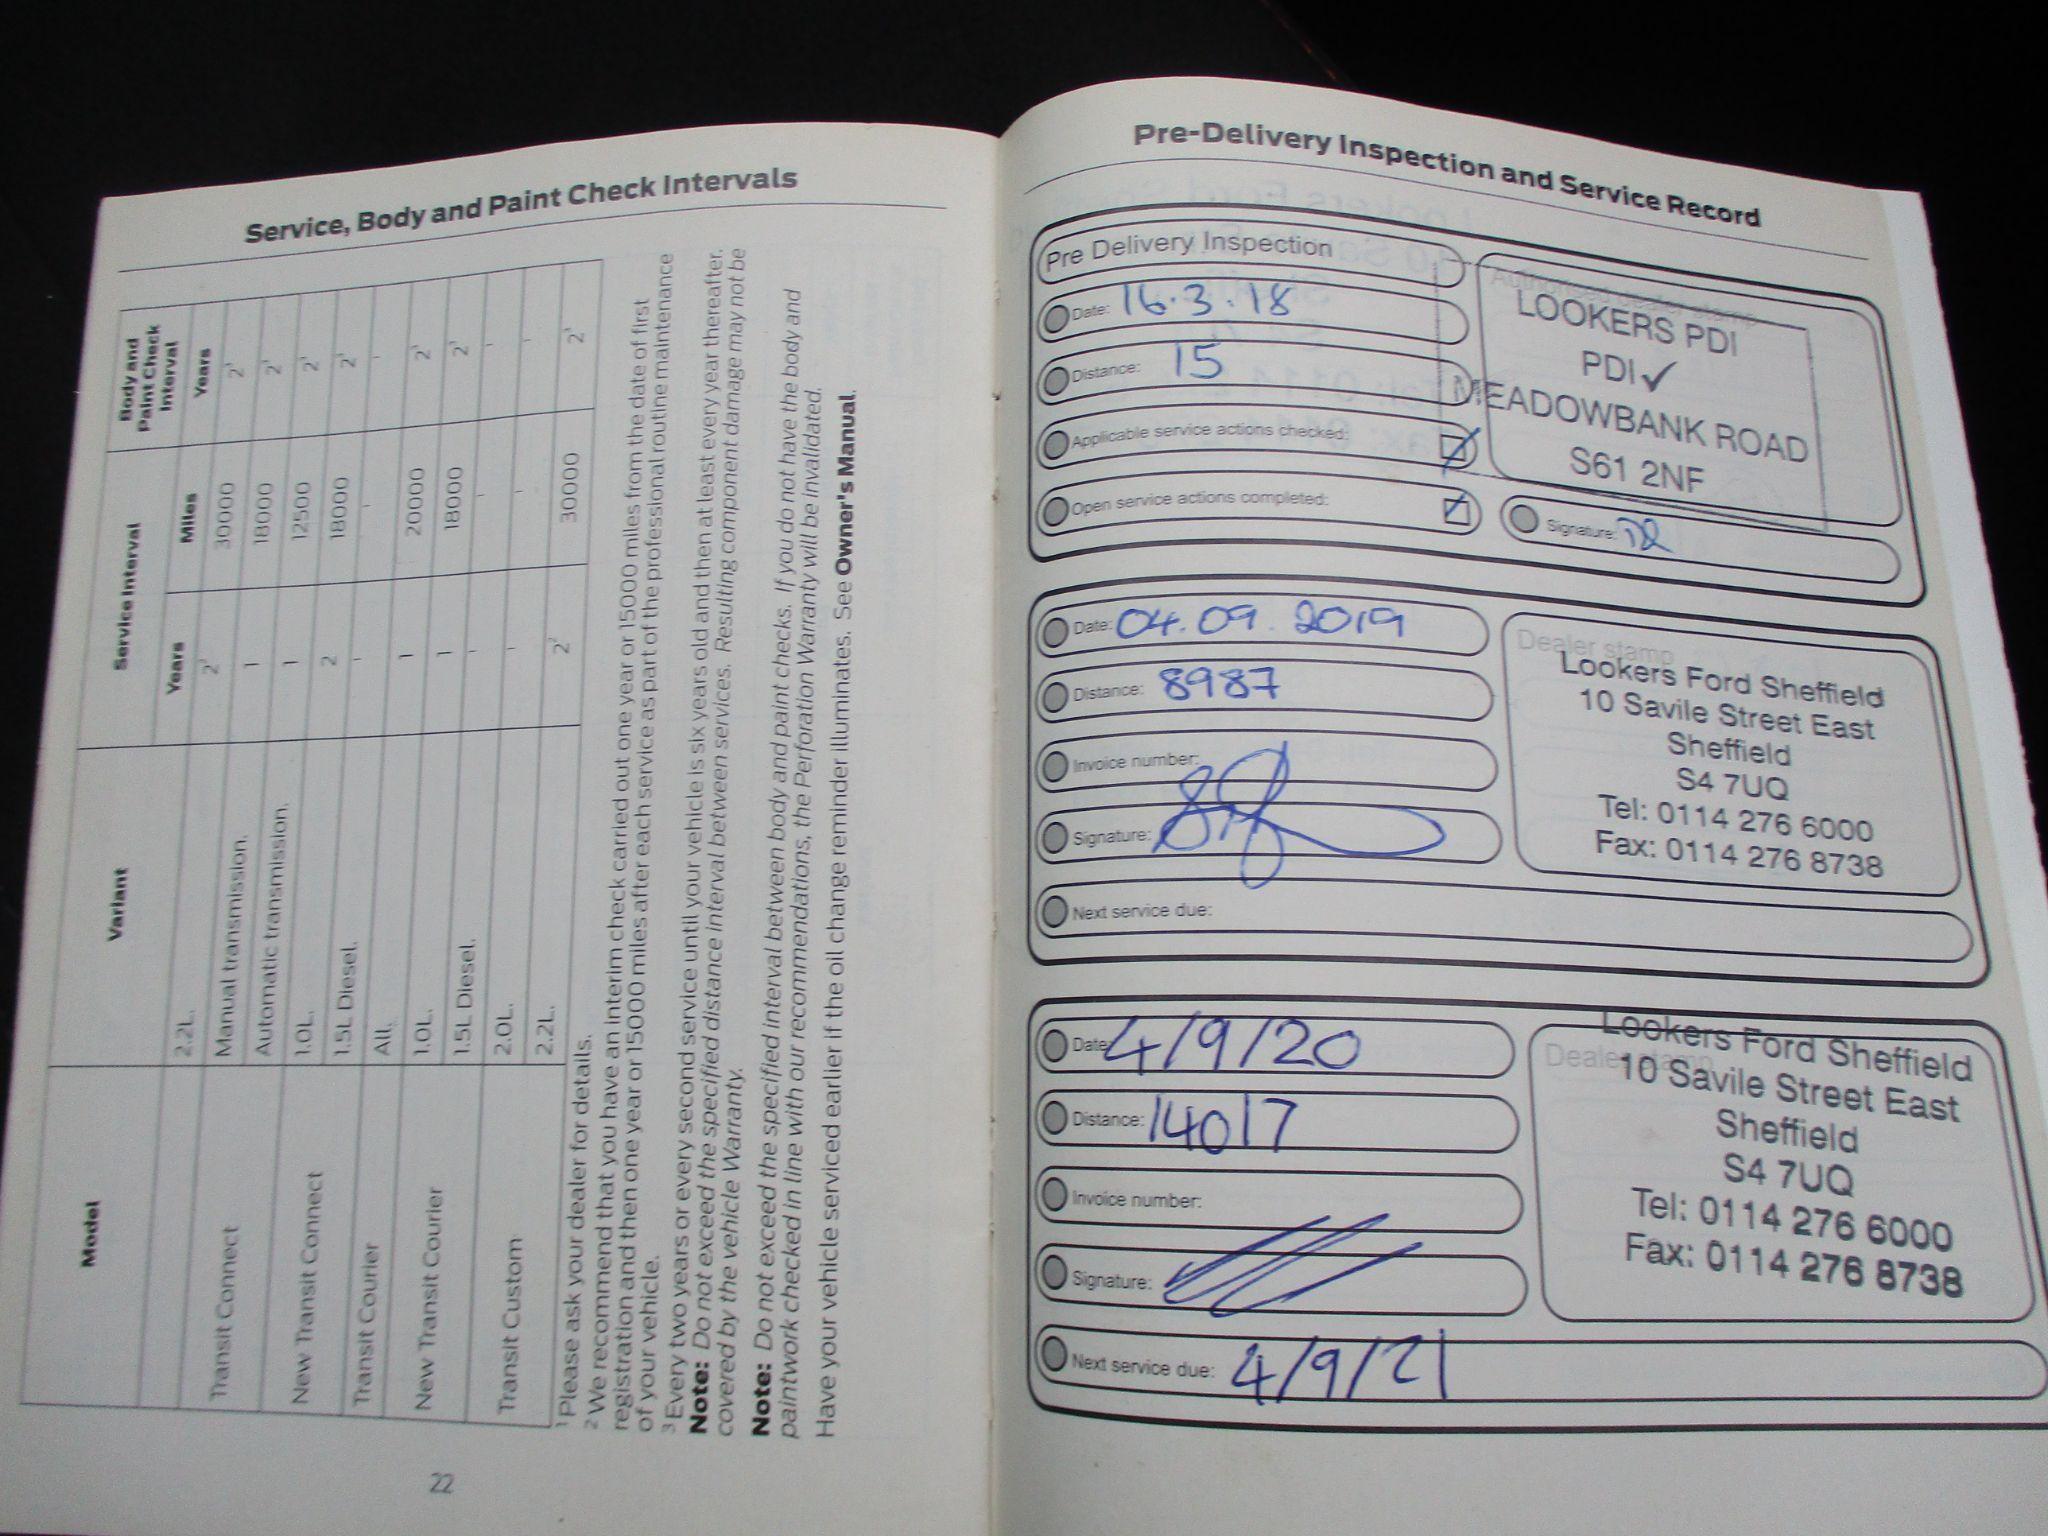 Service, Body and Paint Check Intervals
Model
Variant
Service Interval
Body and Paint Check Interval
Years
Miles
Years
2.2L. 2² 30000 2¹
Transit Connect
Manual transmission. 1 18000 2¹
Automatic transmission. 1 12500 2¹
New Transit Connect
1.0L. 2 18000 2¹
1.5L Diesel. - - -
Transit Courier
All. 1 20000 2¹
New Transit Courier
1.0L. 1 18000 2¹
1.5L Diesel. - - -
Transit Custom
2.0L. - - -
2.2L. 2² 30000 2¹
¹ Please ask your dealer for details.
² We recommend that you have an interim check carried out one year or 15000 miles from the date of first
registration and then one year or 15000 miles after each service as part of the professional routine maintenance
of your vehicle.
³ Every two years or every second service until your vehicle is six years old and then at least every year thereafter.
Note: Do not exceed the specified distance interval between services. Resulting component damage may not be
covered by the vehicle Warranty.
Note: Do not exceed the specified interval between body and paint checks. If you do not have the body and
paintwork checked in line with our recommendations, the Perforation Warranty will be invalidated.
Have your vehicle serviced earlier if the oil change reminder illuminates. See Owner's Manual.
22
Pre-Delivery Inspection and Service Record
Pre Delivery Inspection
Date: 16.3.18
Distance: 15
Applicable service actions checked:
Open service actions completed:
Authorised dealer stamp
LOOKERS PDI
PDI✓
MEADOWBANK ROAD
S61 2NF
Signature:
Date: 04.09.2019
Distance: 8987
Invoice number:
Signature:
Next service due:
Dealer stamp
Lookers Ford Sheffield
10 Savile Street East
Sheffield
S4 7UQ
Tel: 0114 276 6000
Fax: 0114 276 8738
Date: 4/9/20
Distance: 14017
Invoice number:
Signature:
Next service due: 4/9/21
Dealer stamp
Lookers Ford Sheffield
10 Savile Street East
Sheffield
S4 7UQ
Tel: 0114 276 6000
Fax: 0114 276 8738